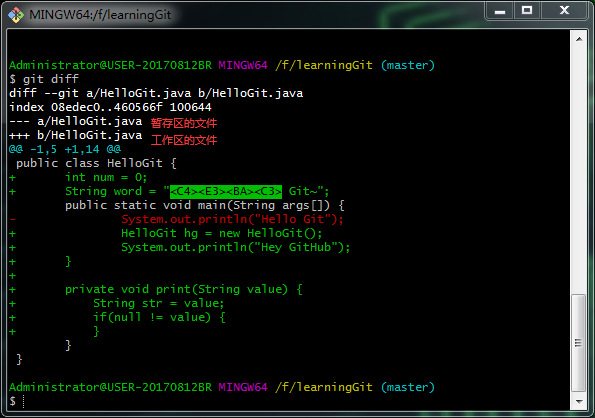 MINGW64:/f/learningGit
Administrator@USER-20170812BR MINGW64 /f/learningGit (master)
$ git diff
diff --git a/HelloGit.java b/HelloGit.java
index 08edec0..460566f 100644
--- a/HelloGit.java 暂存区的文件
+++ b/HelloGit.java 工作区的文件
@@ -1,5 +1,14 @@
 public class HelloGit {
+       int num = 0;
+       String word = "<C4><E3><BA><C3> Git~";
        public static void main(String args[]) {
-               System.out.println("Hello Git");
+               HelloGit hg = new HelloGit();
+               System.out.println("Hey GitHub");
+       }
+
+       private void print(String value) {
+           String str = value;
+           if(null != value) {
+           }
        }
 }
Administrator@USER-20170812BR MINGW64 /f/learningGit (master)
$